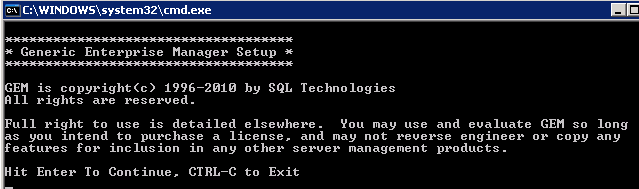 C:\WINDOWS\system32\cmd.exe
************************************
* Generic Enterprise Manager Setup *
************************************
GEM is copyright(c) 1996-2010 by SQL Technologies
All rights are reserved.
Full right to use is detailed elsewhere.  You may use and evaluate GEM so long
as you intend to purchase a license, and may not reverse engineer or copy any
features for inclusion in any other server management products.
Hit Enter To Continue, CTRL-C to Exit